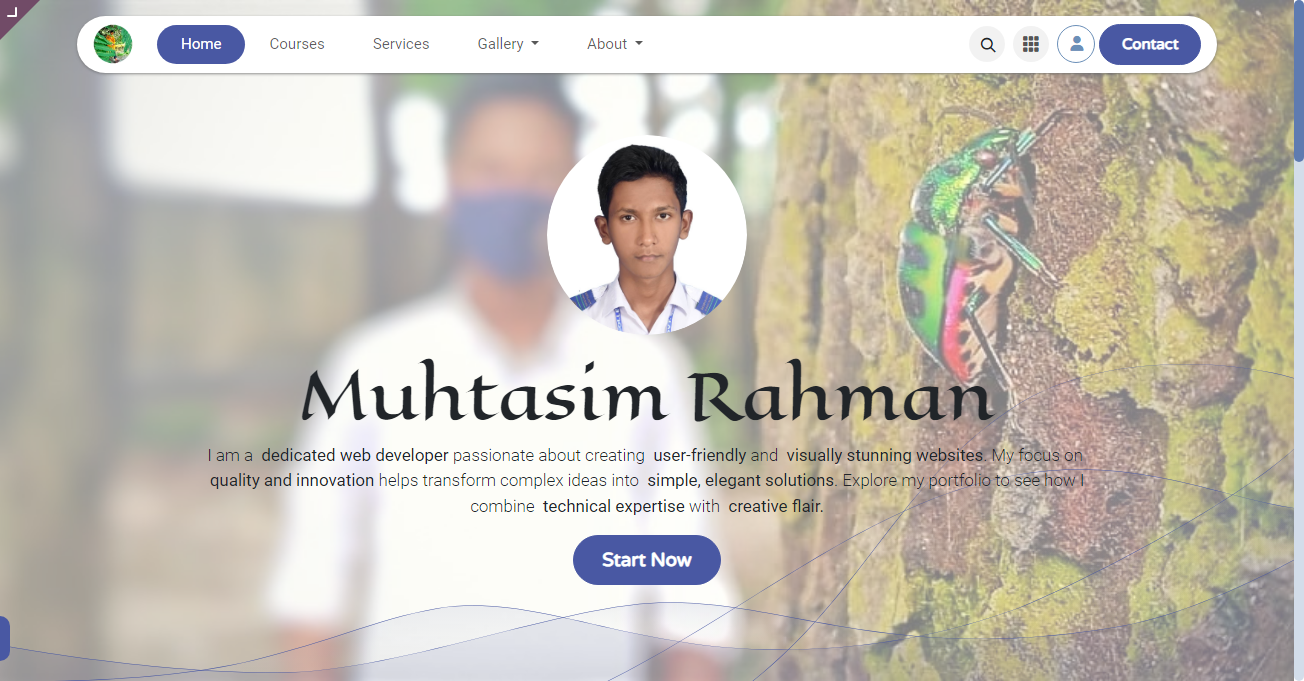 Home Courses Services Gallery About Contact
Muhtasim Rahman
I am a dedicated web developer passionate about creating user-friendly and visually stunning websites. My focus on
quality and innovation helps transform complex ideas into simple, elegant solutions. Explore my portfolio to see how I
combine technical expertise with creative flair.
Start Now